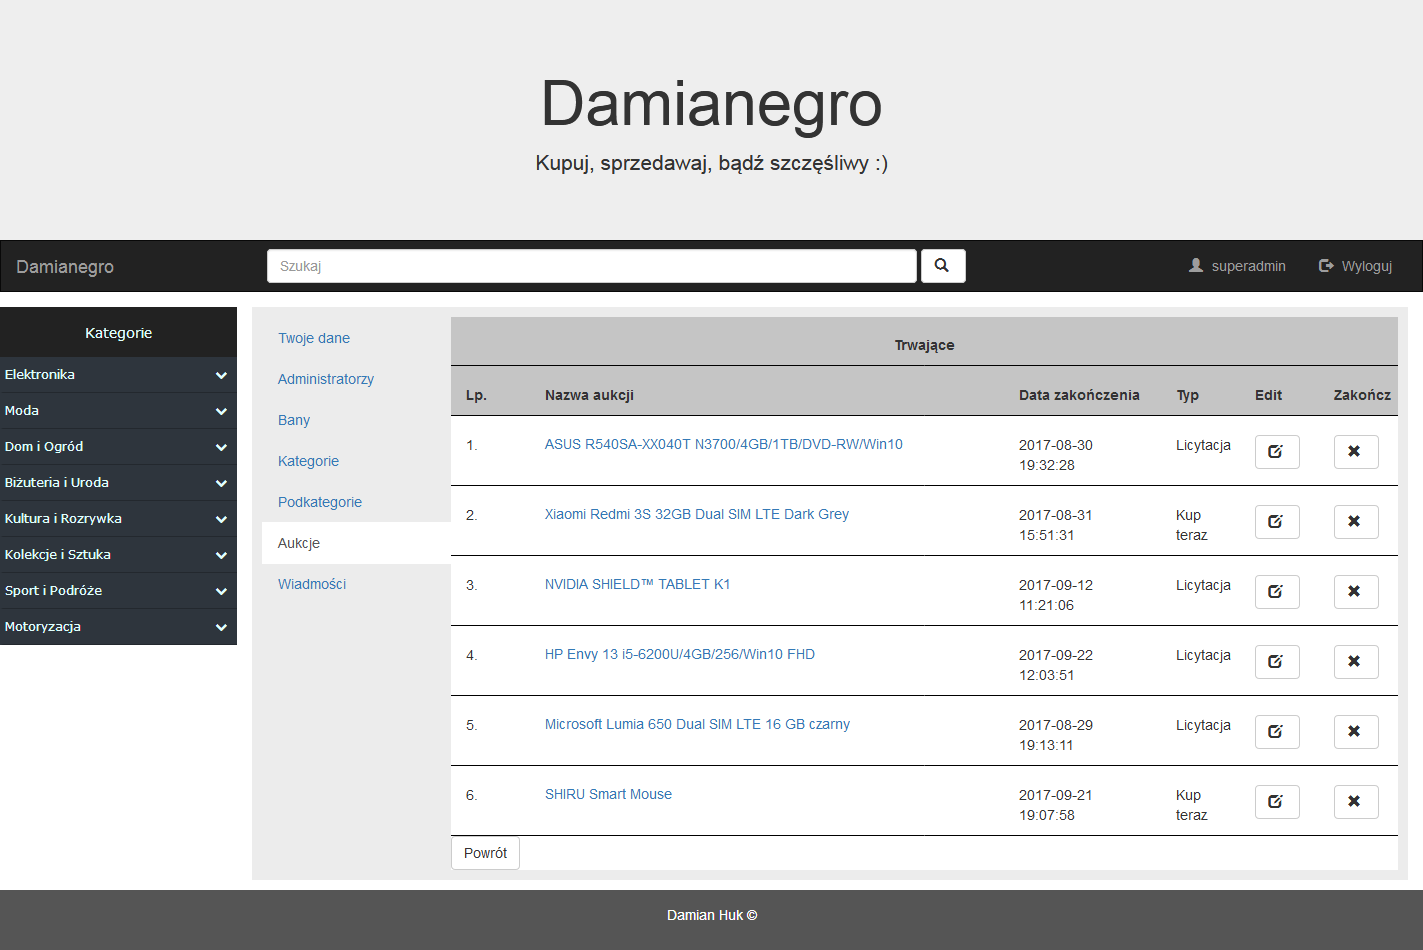 Damianegro
Kupuj, sprzedawaj, bądź szczęśliwy :)
Damianegro
Szukaj
superadmin
Wyloguj
Kategorie
Elektronika
Moda
Dom i Ogród
Biżuteria i Uroda
Kultura i Rozrywka
Kolekcje i Sztuka
Sport i Podróże
Motoryzacja
Twoje dane
Administratorzy
Bany
Kategorie
Podkategorie
Aukcje
Wiadmości
Trwające
Lp. Nazwa aukcji Data zakończenia Typ Edit Zakończ
1. ASUS R540SA-XX040T N3700/4GB/1TB/DVD-RW/Win10 2017-08-30 Licytacja
19:32:28
2. Xiaomi Redmi 3S 32GB Dual SIM LTE Dark Grey 2017-08-31 Kup
15:51:31 teraz
3. NVIDIA SHIELD™ TABLET K1 2017-09-12 Licytacja
11:21:06
4. HP Envy 13 i5-6200U/4GB/256/Win10 FHD 2017-09-22 Licytacja
12:03:51
5. Microsoft Lumia 650 Dual SIM LTE 16 GB czarny 2017-08-29 Licytacja
19:13:11
6. SHIRU Smart Mouse 2017-09-21 Kup
19:07:58 teraz
Powrót
Damian Huk ©